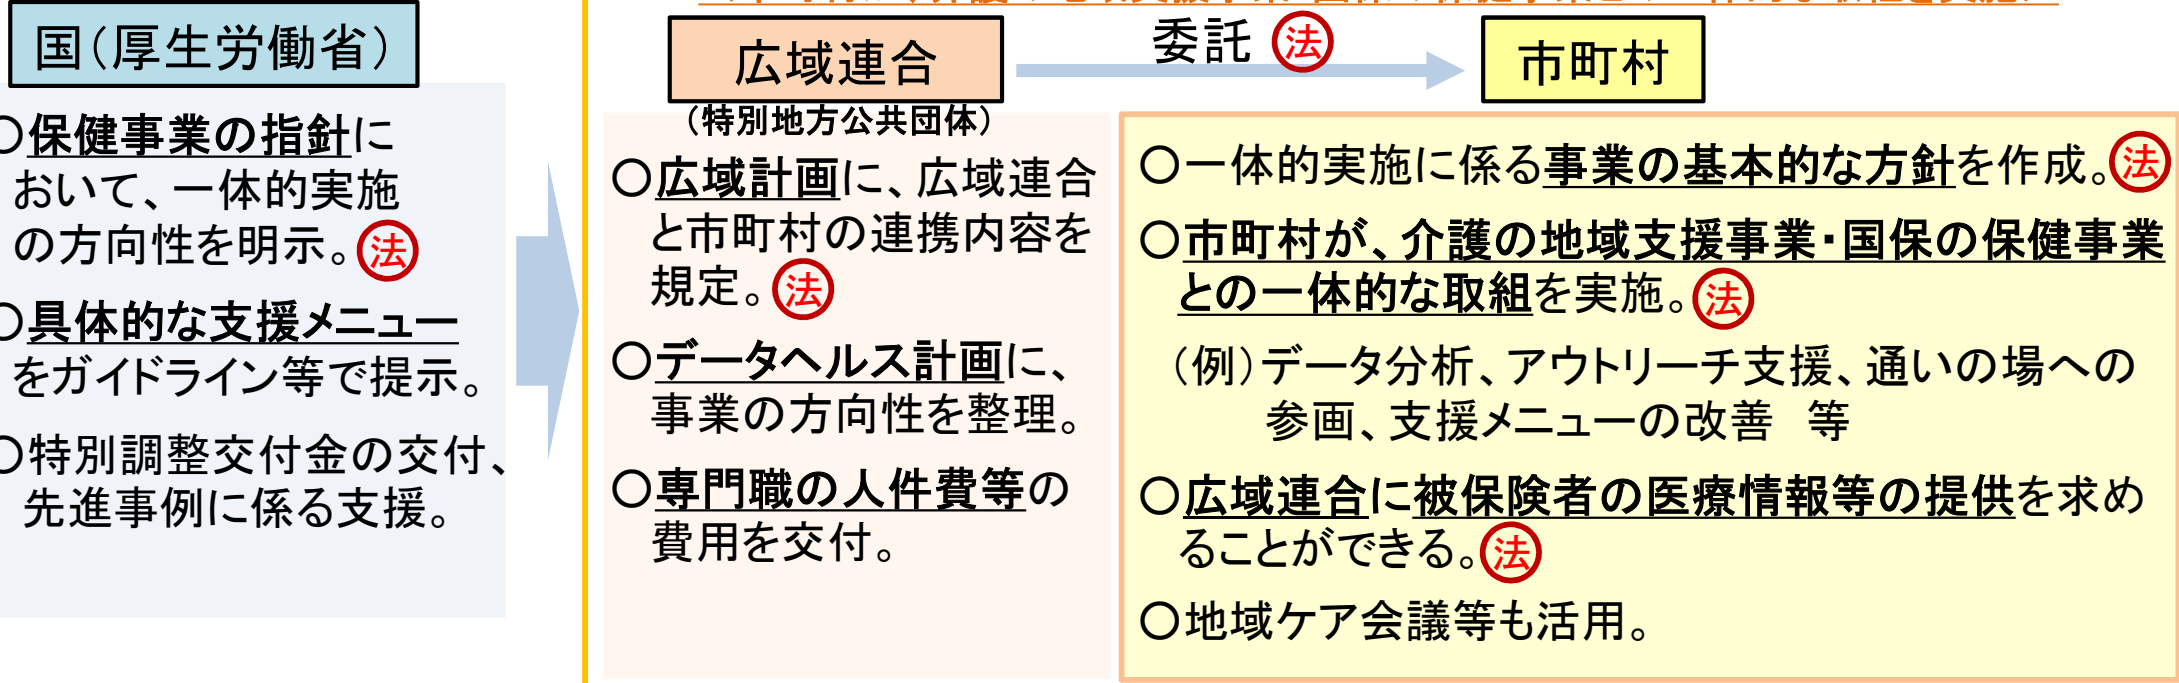 国（厚生労働省）
○保健事業の指針に
おいて、一体的実施
の方向性を明示。法
○具体的な支援メニュー
をガイドライン等で提示。
○特別調整交付金の交付、
先進事例に係る支援。
広域連合
（特別地方公共団体）
委託 法
市町村
○広域計画に、広域連合
と市町村の連携内容を
規定。法
○データヘルス計画に、
事業の方向性を整理。
○専門職の人件費等の
費用を交付。
○一体的実施に係る事業の基本的な方針を作成。法
○市町村が、介護の地域支援事業・国保の保健事業
との一体的な取組を実施。法
（例）データ分析、アウトリーチ支援、通いの場への
参画、支援メニューの改善　等
○広域連合に被保険者の医療情報等の提供を求め
ることができる。法
○地域ケア会議等も活用。